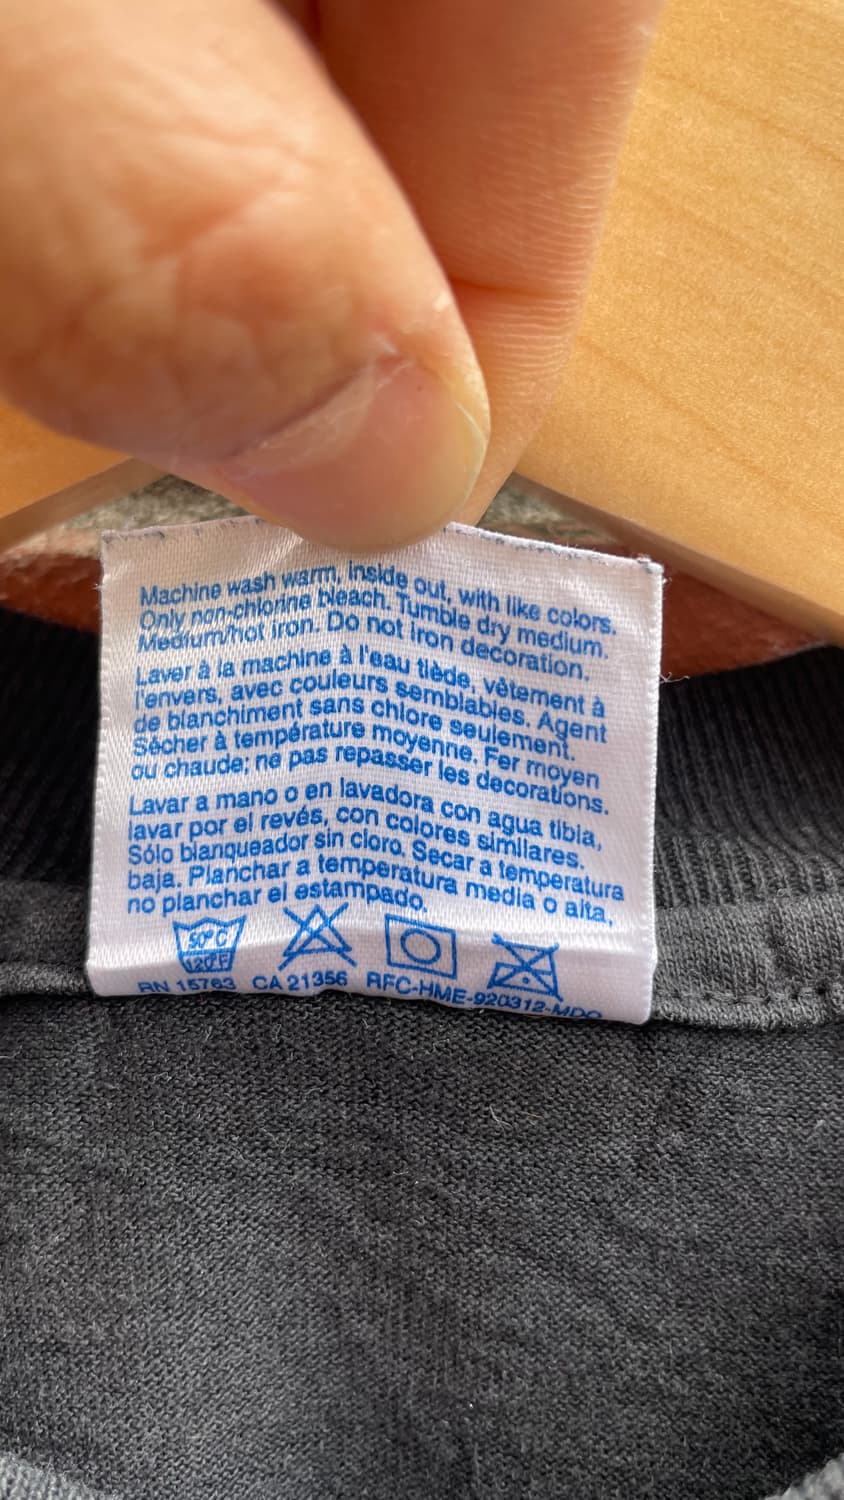 Machine wash warm, inside out, with like colors.
Only non-chlorine bleach. Tumble dry medium.
Medium/hot iron. Do not iron decoration.
Laver à la machine à l'eau tiède, vêtement à
l'envers, avec couleurs semblables. Agent
de blanchiment sans chlore seulement.
Sécher à température moyenne. Fer moyen
ou chaude; ne pas repasser les decorations.
Lavar a mano o en lavadora con agua tibia,
lavar por el revés, con colores similares.
Sólo blanqueador sin cloro. Secar a temperatura
baja. Planchar a temperatura media o alta,
no planchar el estampado.
50°C
120°F
RN 15763 CA 21356 RFC-HME-920312-MDO